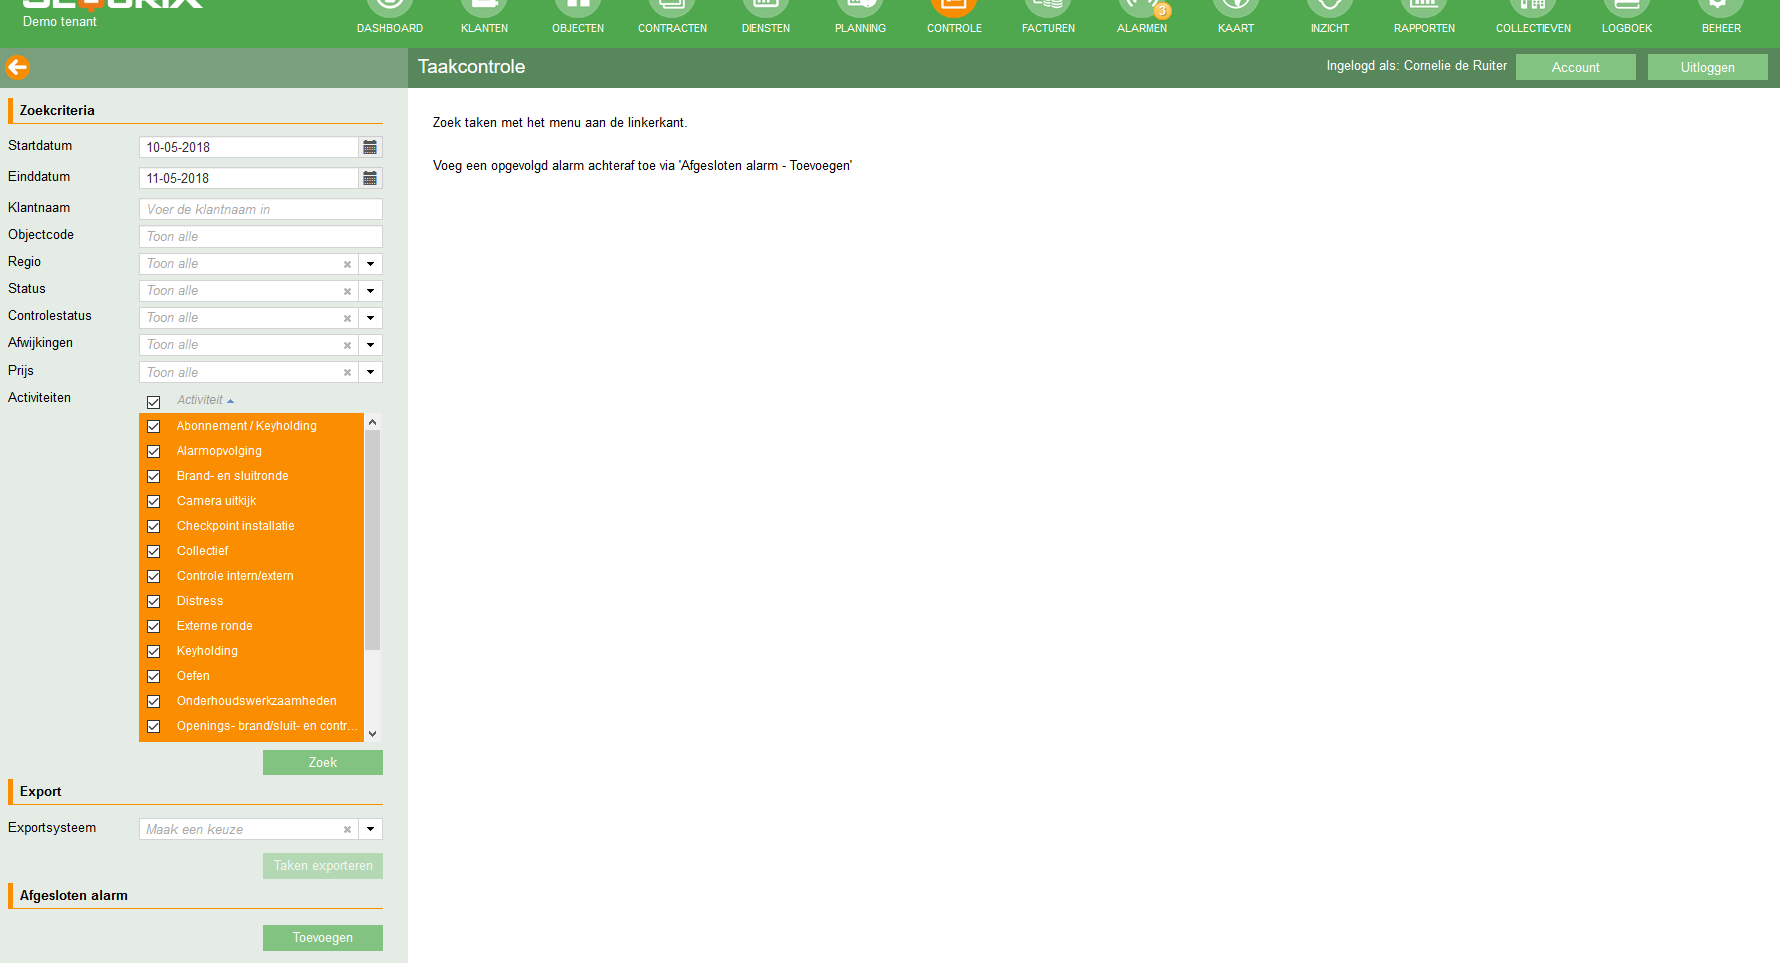 Demo tenant
DASHBOARD KLANTEN OBJECTEN CONTRACTEN DIENSTEN PLANNING CONTROLE FACTUREN ALARMEN KAART INZICHT RAPPORTEN COLLECTIEVEN LOGBOEK BEHEER
3
Taakcontrole
Ingelogd als: Cornelie de Ruiter Account Uitloggen
Zoekcriteria
Startdatum 10-05-2018
Einddatum 11-05-2018
Klantnaam Voer de klantnaam in
Objectcode Toon alle
Regio Toon alle
Status Toon alle
Controlestatus Toon alle
Afwijkingen Toon alle
Prijs Toon alle
Activiteiten Activiteit
Abonnement / Keyholding
Alarmopvolging
Brand- en sluitronde
Camera uitkijk
Checkpoint installatie
Collectief
Controle intern/extern
Distress
Externe ronde
Keyholding
Oefen
Onderhoudswerkzaamheden
Openings- brand/sluit- en contr...
Zoek
Export
Exportsysteem Maak een keuze
Taken exporteren
Afgesloten alarm
Toevoegen
Zoek taken met het menu aan de linkerkant.
Voeg een opgevolgd alarm achteraf toe via 'Afgesloten alarm - Toevoegen'